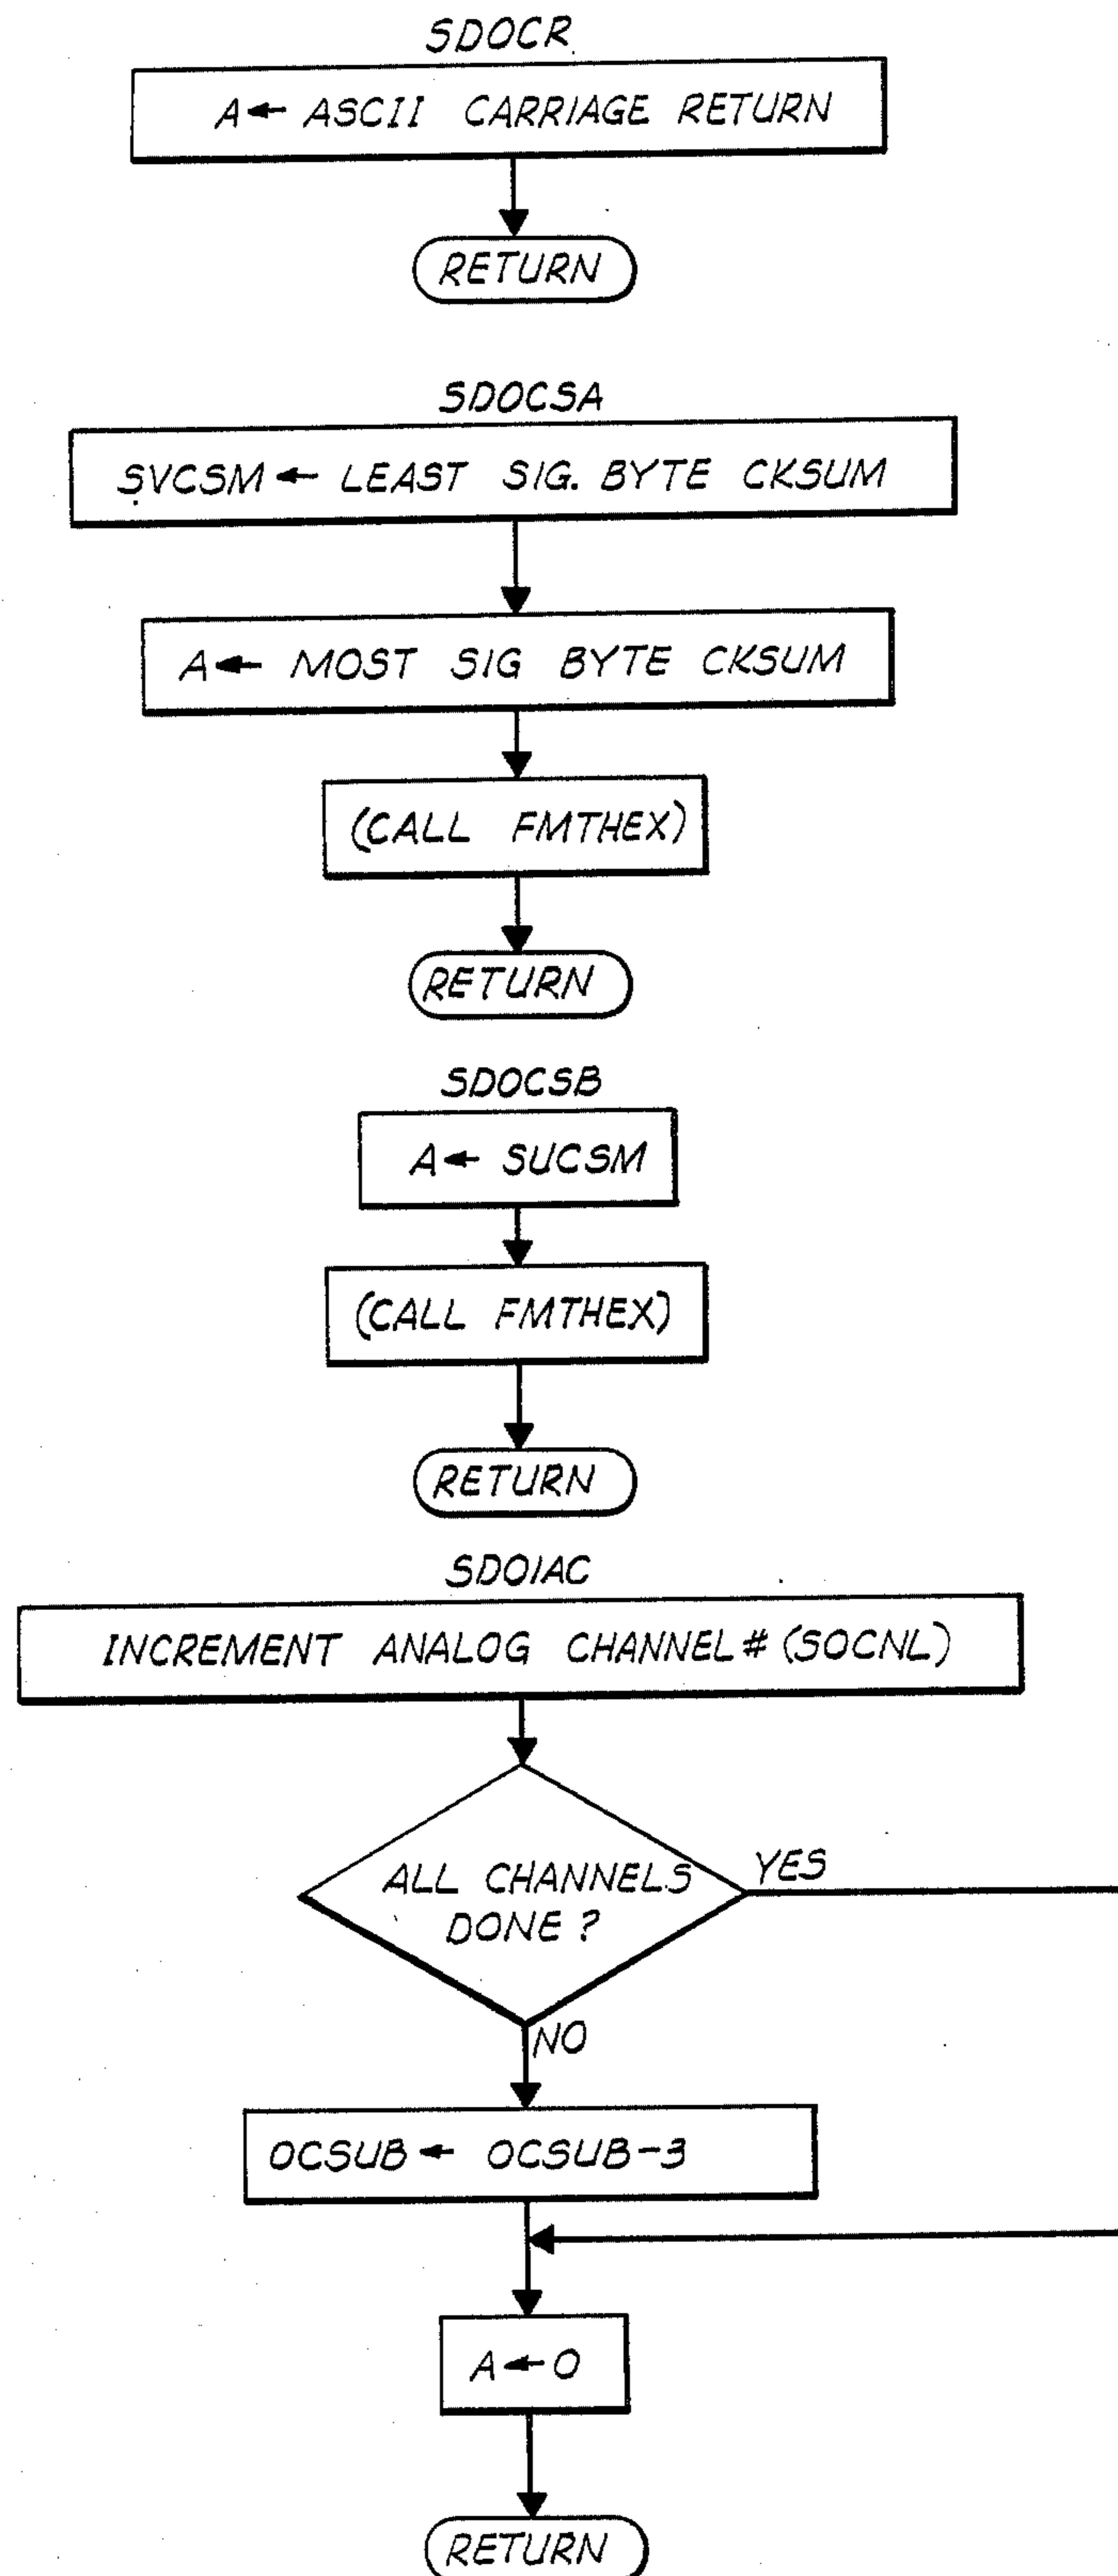 SDOCR
A← ASCII CARRIAGE RETURN
RETURN
SDOCSA
SVCSM← LEAST SIG. BYTE CKSUM
A← MOST SIG BYTE CKSUM
(CALL FMTHEX)
RETURN
SDOCSB
A← SUCSM
(CALL FMTHEX)
RETURN
SDOIAC
INCREMENT ANALOG CHANNEL# (SOCNL)
ALL CHANNELS
DONE?
YES
NO
OCSUB← OCSUB-3
A←0
RETURN